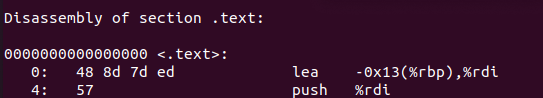 Disassembly of section .text:
0000000000000000 <.text>:
0: 48 8d 7d ed lea -0x13(%rbp),%rdi
4: 57 push %rdi